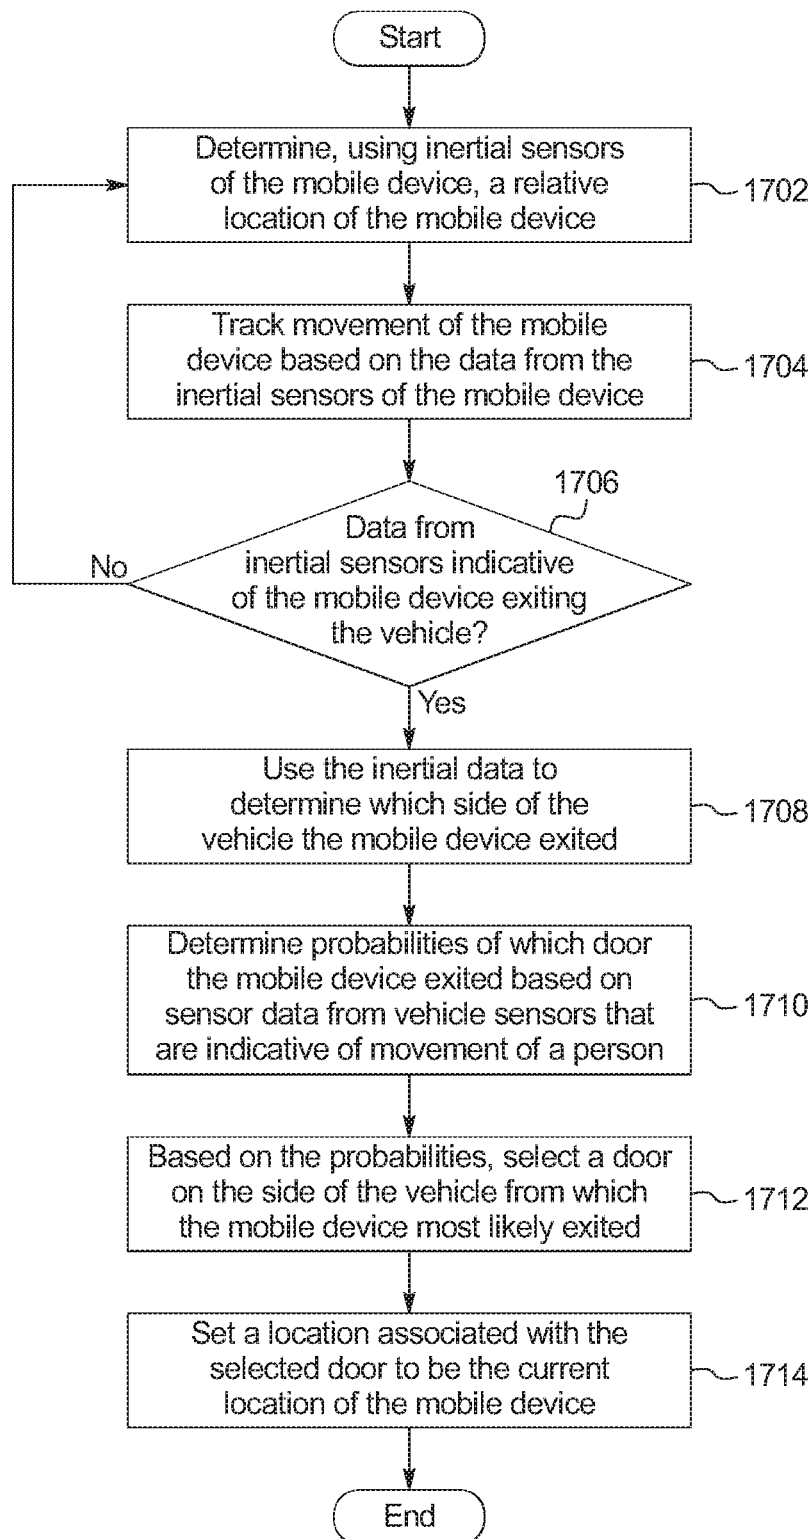 Start
Determine, using inertial sensors
of the mobile device, a relative
location of the mobile device
1702
Track movement of the mobile
device based on the data from the
inertial sensors of the mobile device
1704
1706
Data from
inertial sensors indicative
of the mobile device exiting
the vehicle?
No
Yes
Use the inertial data to
determine which side of the
vehicle the mobile device exited
1708
Determine probabilities of which door
the mobile device exited based on
sensor data from vehicle sensors that
are indicative of movement of a person
1710
Based on the probabilities, select a door
on the side of the vehicle from which
the mobile device most likely exited
1712
Set a location associated with the
selected door to be the current
location of the mobile device
1714
End